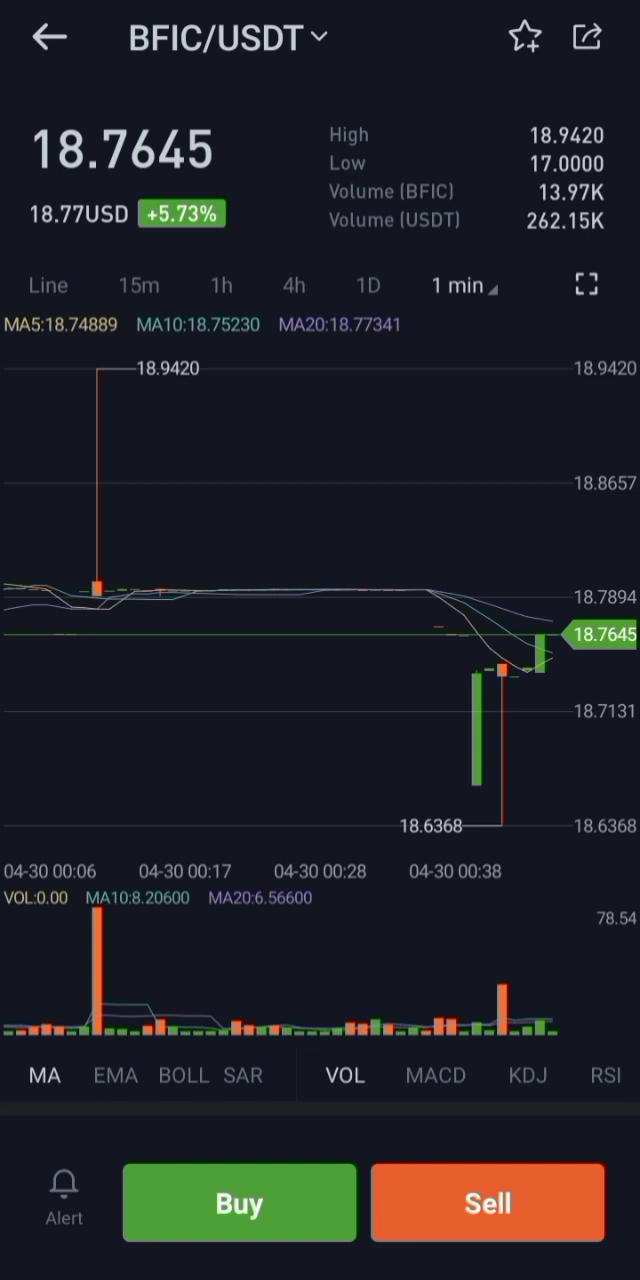 BFIC/USDT
18.7645
18.77USD +5.73%
High 18.9420
Low 17.0000
Volume (BFIC) 13.97K
Volume (USDT) 262.15K
Line 15m 1h 4h 1D 1 min
MA5:18.74889 MA10:18.75230 MA20:18.77341
18.9420 18.9420
18.8657
18.7894
18.7645
18.7131
18.6368 18.6368
04-30 00:06 04-30 00:17 04-30 00:28 04-30 00:38
VOL:0.00 MA10:8.20600 MA20:6.56600
78.54
MA EMA BOLL SAR VOL MACD KDJ RSI
Alert Buy Sell